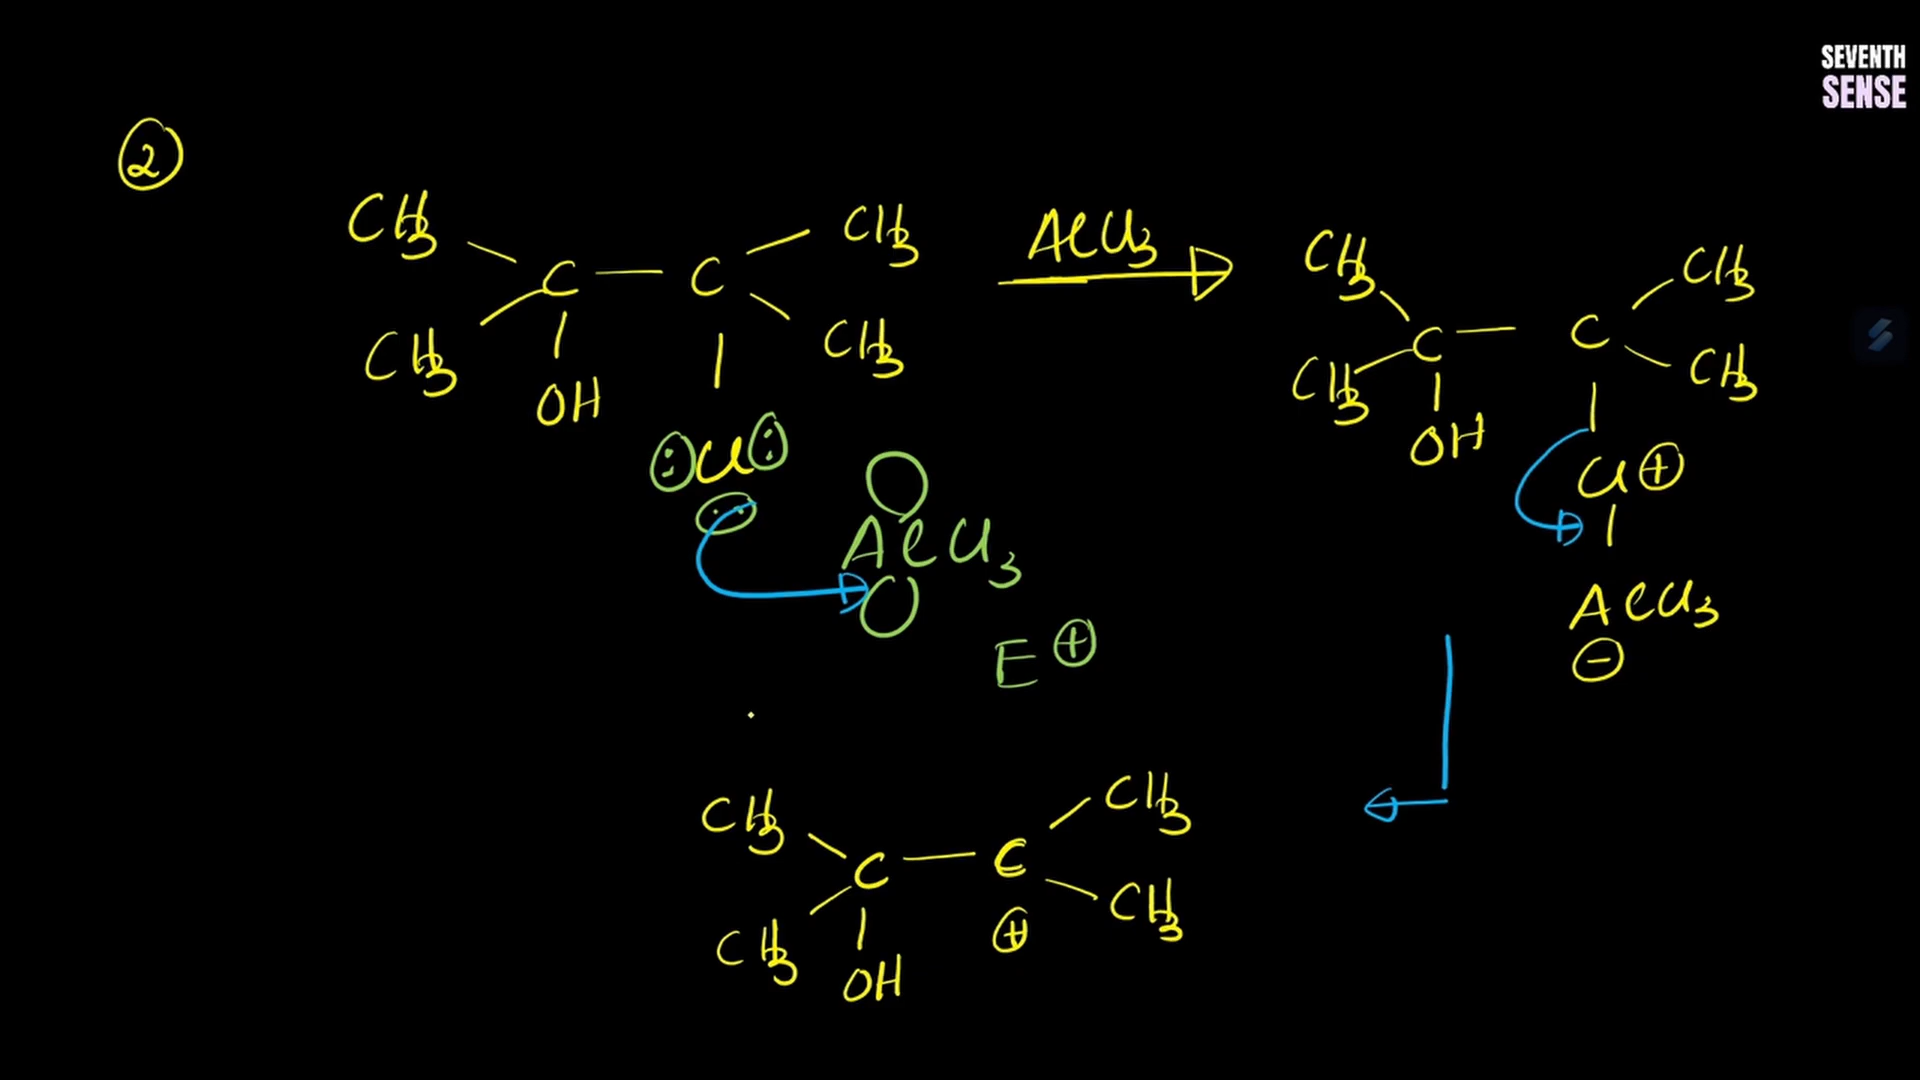 SEVENTH
SENSE
2
CH3 CH3 AlCl3
C — C
CH3 CH3
OH :Cl:
AlCl3
E ⊕
CH3 CH3
C — C
CH3 CH3
OH Cl ⊕
AlCl3
⊖
CH3 CH3
C — C
CH3 ⊕ CH3
OH